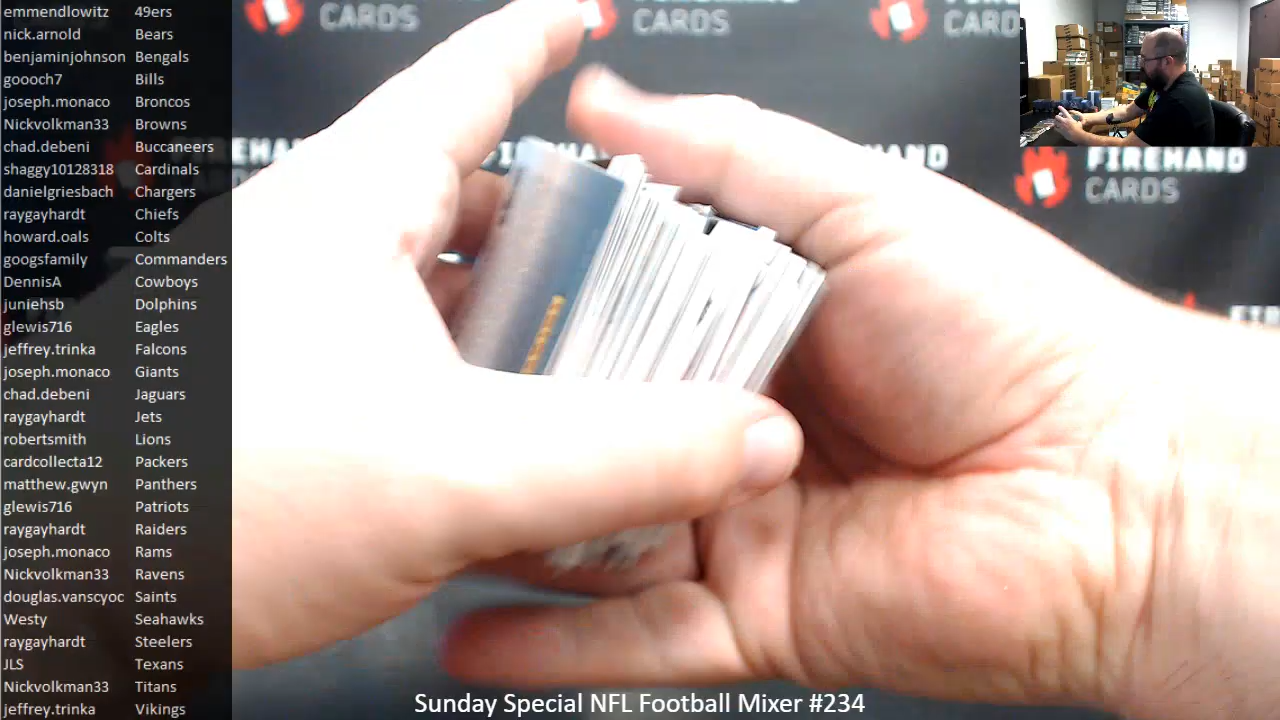 emmendlowitz 49ers
nick.arnold Bears
benjaminjohnson Bengals
goooch7 Bills
joseph.monaco Broncos
Nickvolkman33 Browns
chad.debeni Buccaneers
shaggy10128318 Cardinals
danielgriesbach Chargers
raygayhardt Chiefs
howard.oals Colts
googsfamily Commanders
DennisA Cowboys
juniehsb Dolphins
glewis716 Eagles
jeffrey.trinka Falcons
joseph.monaco Giants
chad.debeni Jaguars
raygayhardt Jets
robertsmith Lions
cardcollecta12 Packers
matthew.gwyn Panthers
glewis716 Patriots
raygayhardt Raiders
joseph.monaco Rams
Nickvolkman33 Ravens
douglas.vanscyoc Saints
Westy Seahawks
raygayhardt Steelers
JLS Texans
Nickvolkman33 Titans
jeffrey.trinka Vikings
CARDS
CARDS
CARD
FIREHAND
CARDS
Sunday Special NFL Football Mixer #234